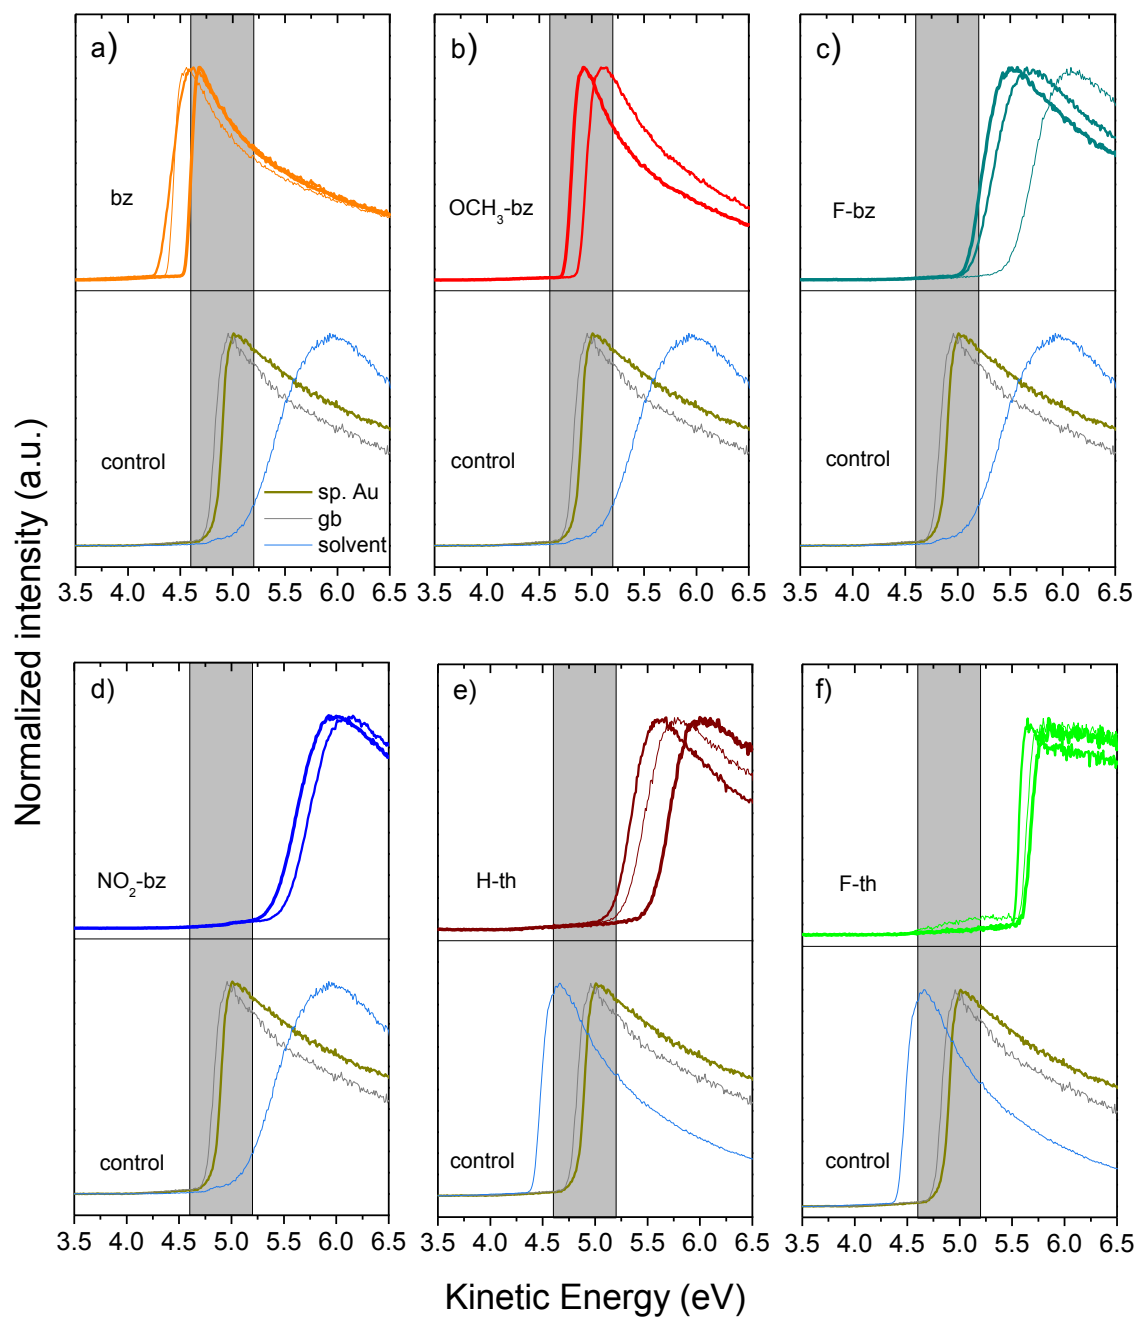 Normalized intensity (a.u.)
a)
bz
control
sp. Au
gb
solvent
3.5 4.0 4.5 5.0 5.5 6.0 6.5
b)
OCH₃-bz
control
3.5 4.0 4.5 5.0 5.5 6.0 6.5
c)
F-bz
control
3.5 4.0 4.5 5.0 5.5 6.0 6.5
d)
NO₂-bz
control
3.5 4.0 4.5 5.0 5.5 6.0 6.5
e)
H-th
control
3.5 4.0 4.5 5.0 5.5 6.0 6.5
f)
F-th
control
3.5 4.0 4.5 5.0 5.5 6.0 6.5
Kinetic Energy (eV)